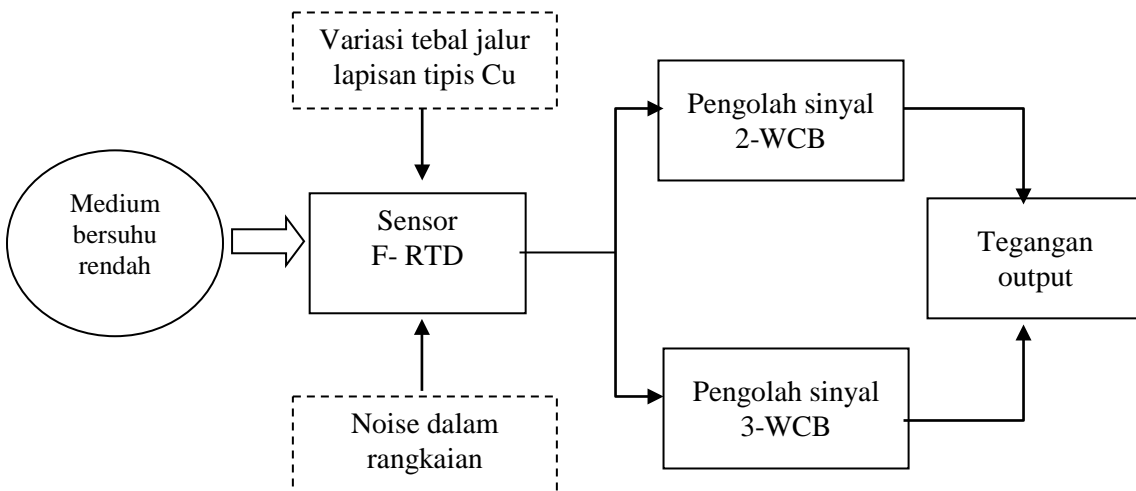 Variasi tebal jalur
lapisan tipis Cu
Medium
bersuhu
rendah
Sensor
F- RTD
Noise dalam
rangkaian
Pengolah sinyal
2-WCB
Pengolah sinyal
3-WCB
Tegangan
output